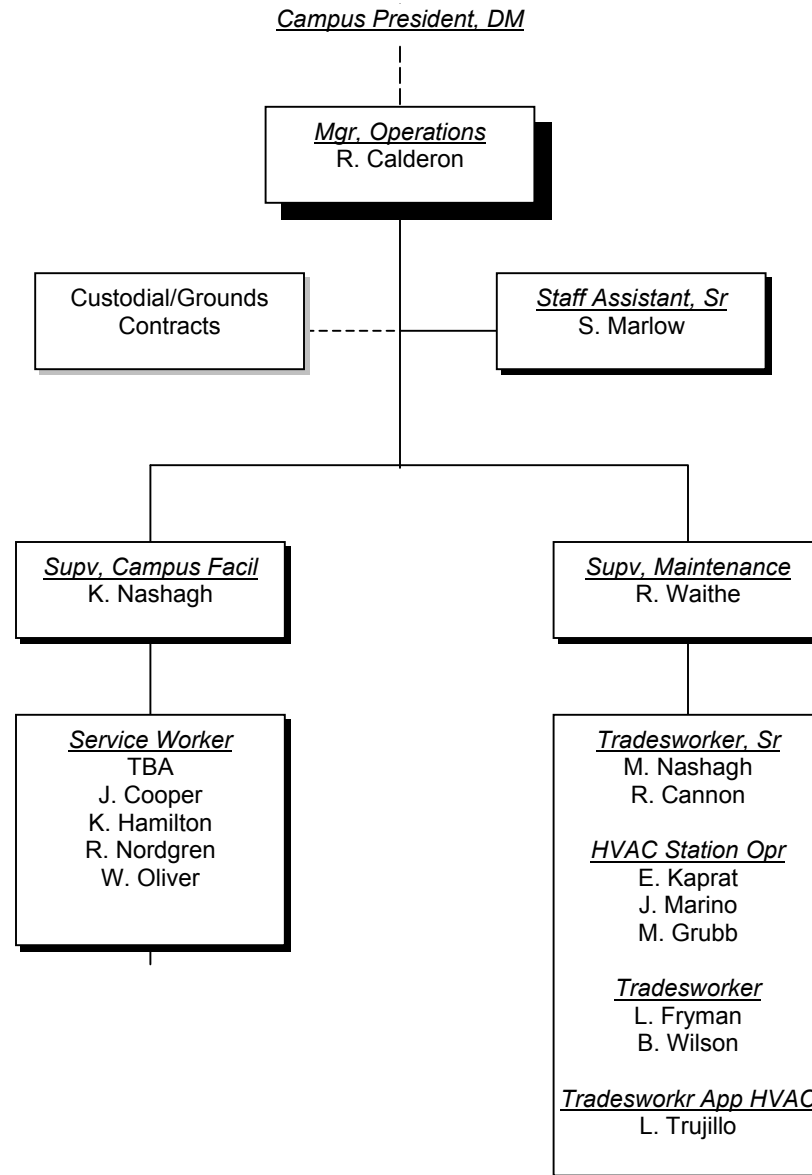 Campus President, DM
Mgr, Operations
R. Calderon
Custodial/Grounds
Contracts
Staff Assistant, Sr
S. Marlow
Supv, Campus Facil
K. Nashagh
Supv, Maintenance
R. Waithe
Service Worker
TBA
J. Cooper
K. Hamilton
R. Nordgren
W. Oliver
Tradesworker, Sr
M. Nashagh
R. Cannon
HVAC Station Opr
E. Kaprat
J. Marino
M. Grubb
Tradesworker
L. Fryman
B. Wilson
Tradesworkr App HVAC
L. Trujillo